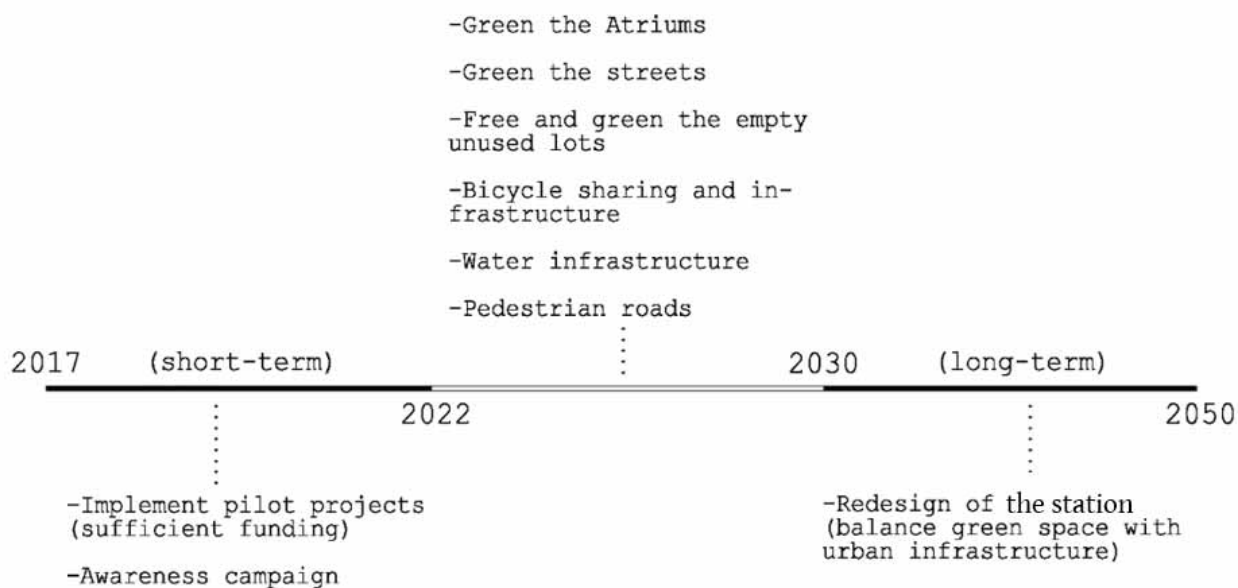 -Green the Atriums
-Green the streets
-Free and green the empty
unused lots
-Bicycle sharing and in-
frastructure
-Water infrastructure
-Pedestrian roads
2017 (short-term) 2030 (long-term)
2022 2050
-Implement pilot projects
(sufficient funding)
-Awareness campaign
-Redesign of the station
(balance green space with
urban infrastructure)